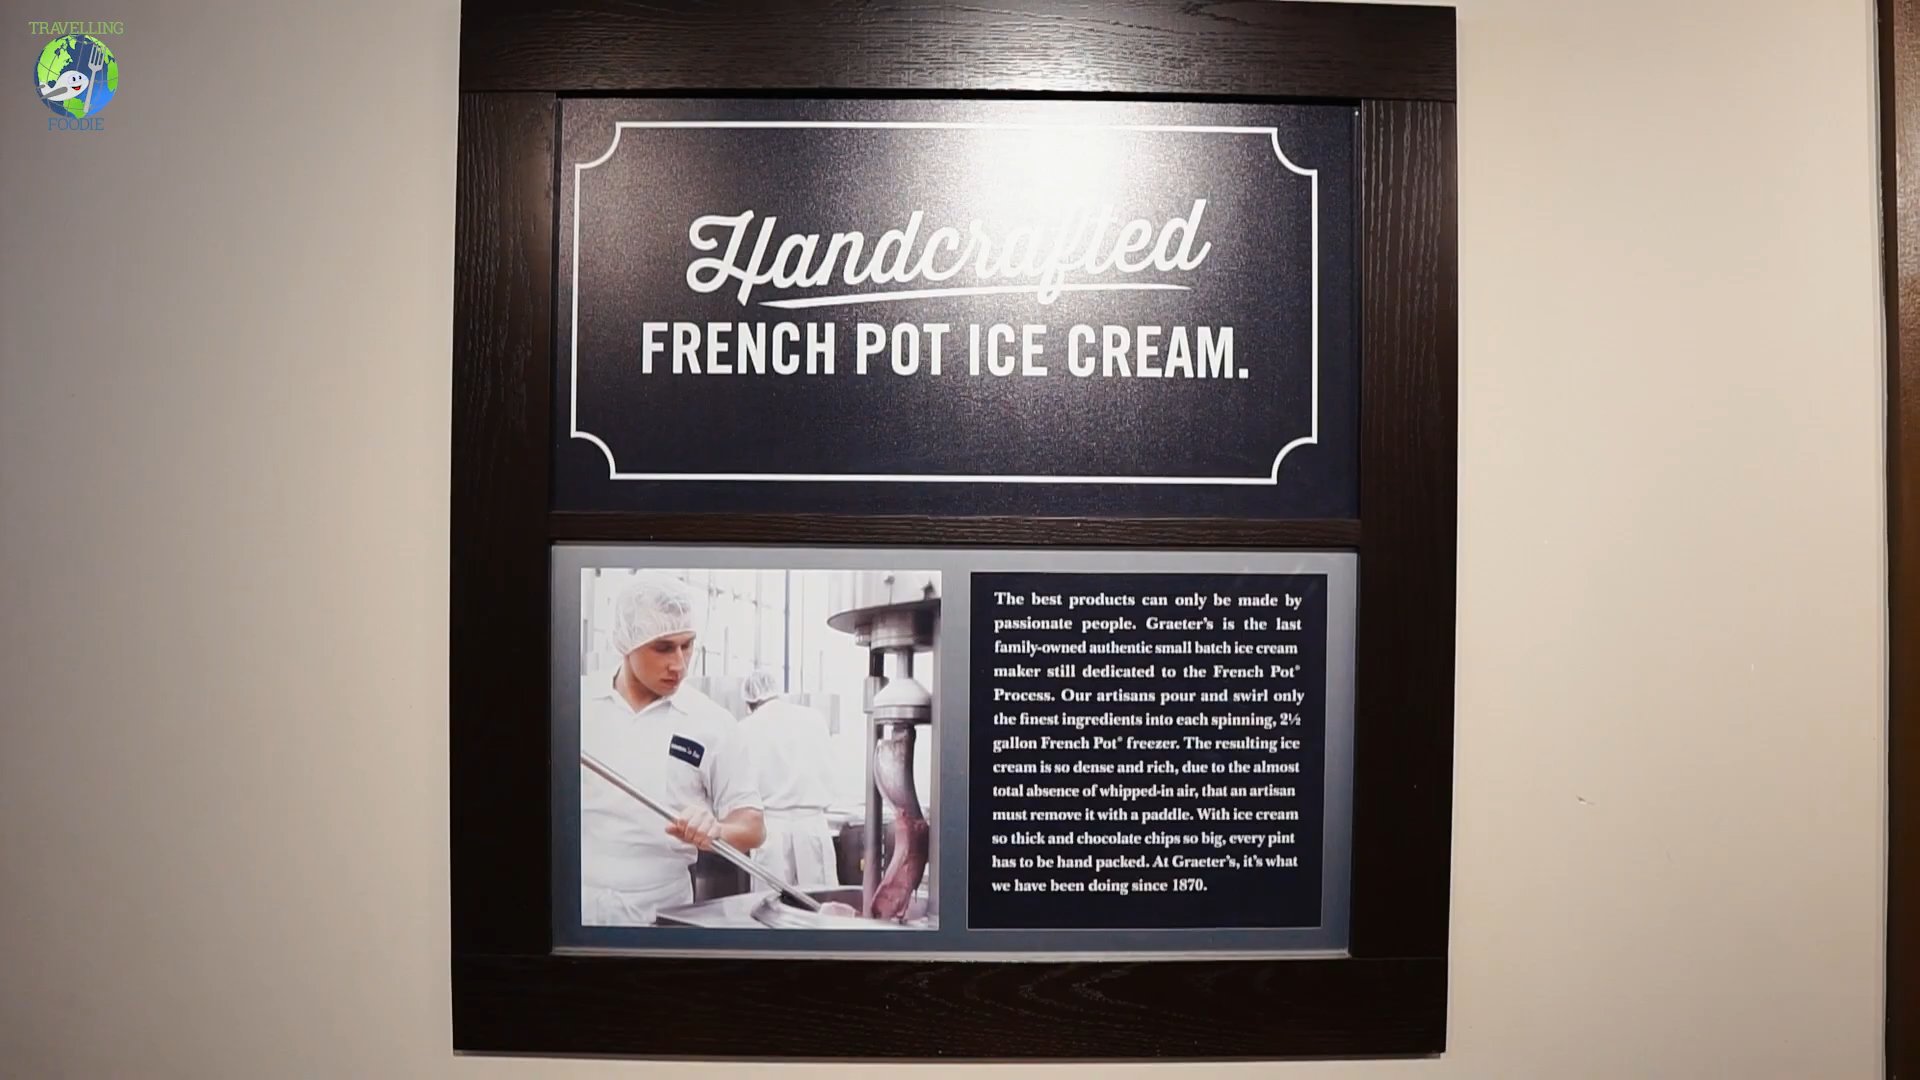 TRAVELLING
FOODIE
Handcrafted
FRENCH POT ICE CREAM.
The best products can only be made by
passionate people. Graeter's is the last
family-owned authentic small batch ice cream
maker still dedicated to the French Pot®
Process. Our artisans pour and swirl only
the finest ingredients into each spinning, 2½
gallon French Pot® freezer. The resulting ice
cream is so dense and rich, due to the almost
total absence of whipped-in air, that an artisan
must remove it with a paddle. With ice cream
so thick and chocolate chips so big, every pint
has to be hand packed. At Graeter's, it's what
we have been doing since 1870.